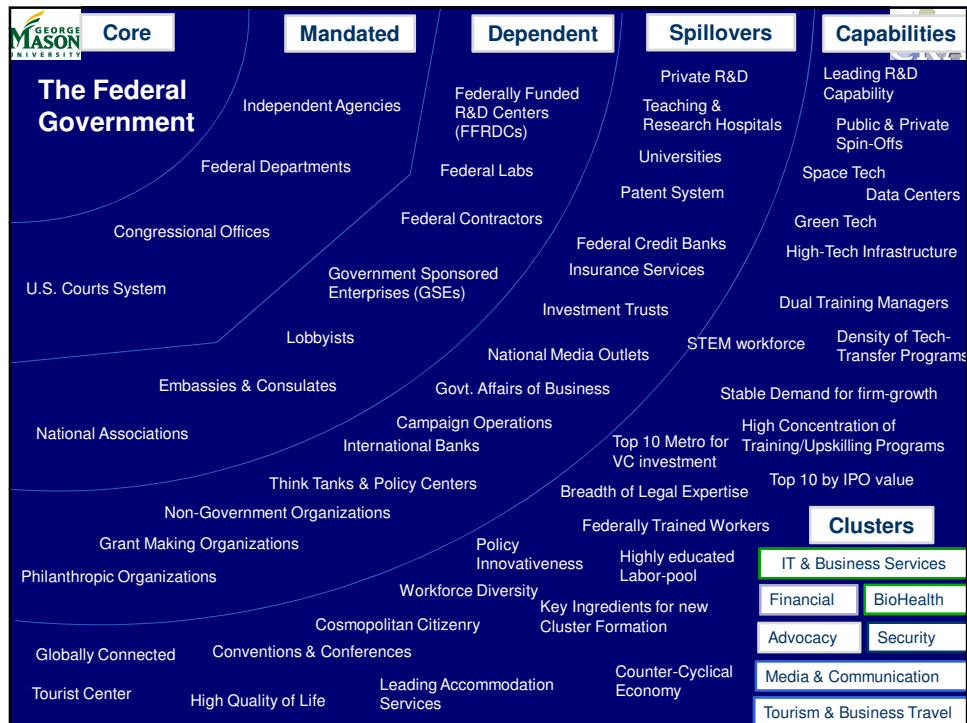 GEORGE
MASON
UNIVERSITY
Core
Mandated
Dependent
Spillovers
Capabilities
The Federal
Government
Independent Agencies
Federal Departments
Congressional Offices
U.S. Courts System
Federally Funded
R&D Centers
(FFRDCs)
Federal Labs
Federal Contractors
Government Sponsored
Enterprises (GSEs)
Lobbyists
Embassies & Consulates
National Associations
Private R&D
Teaching &
Research Hospitals
Universities
Patent System
Federal Credit Banks
Insurance Services
Investment Trusts
National Media Outlets
Govt. Affairs of Business
Campaign Operations
International Banks
Think Tanks & Policy Centers
Non-Government Organizations
Grant Making Organizations
Philanthropic Organizations
Leading R&D
Capability
Public & Private
Spin-Offs
Space Tech
Data Centers
Green Tech
High-Tech Infrastructure
Dual Training Managers
STEM workforce
Density of Tech-
Transfer Programs
Stable Demand for firm-growth
High Concentration of
Training/Upskilling Programs
Top 10 Metro for
VC investment
Top 10 by IPO value
Breadth of Legal Expertise
Federally Trained Workers
Policy
Innovativeness
Highly educated
Labor-pool
Workforce Diversity
Key Ingredients for new
Cluster Formation
Cosmopolitan Citizenry
Globally Connected
Conventions & Conferences
Counter-Cyclical
Economy
Tourist Center
High Quality of Life
Leading Accommodation
Services
Clusters
IT & Business Services
Financial
BioHealth
Advocacy
Security
Media & Communication
Tourism & Business Travel